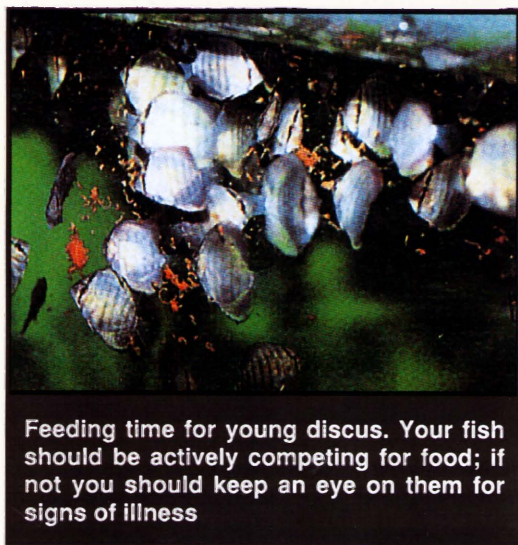 Feeding time for young discus. Your fish
should be actively competing for food; if
not you should keep an eye on them for
signs of illness